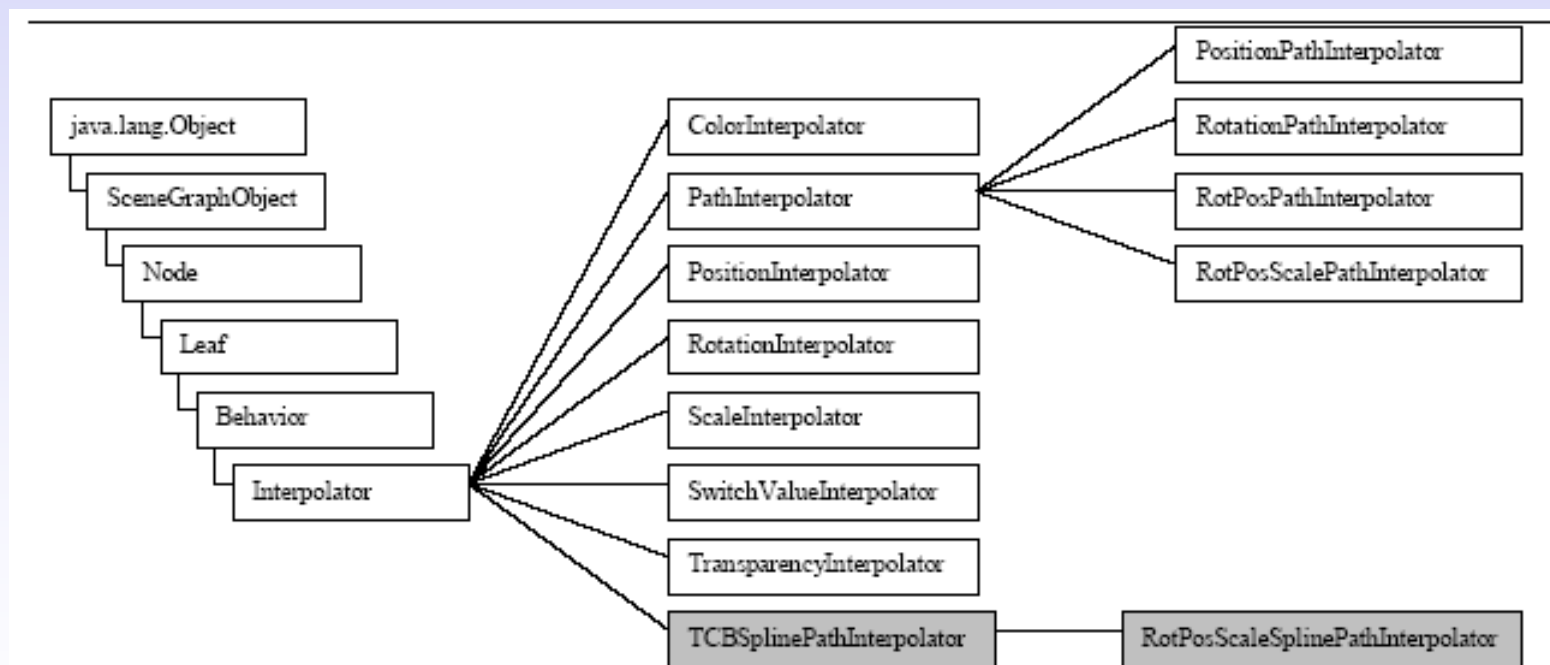 java.lang.Object
SceneGraphObject
Node
Leaf
Behavior
Interpolator
ColorInterpolator
PathInterpolator
PositionInterpolator
RotationInterpolator
ScaleInterpolator
SwitchValueInterpolator
TransparencyInterpolator
TCBSplinePathInterpolator
PositionPathInterpolator
RotationPathInterpolator
RotPosPathInterpolator
RotPosScalePathInterpolator
RotPosScaleSplinePathInterpolator